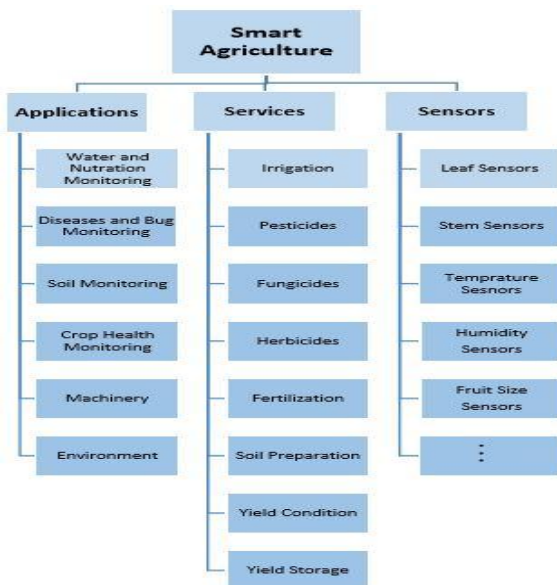 Smart
Agriculture
Applications
Water and
Nutration
Monitoring
Diseases and Bug
Monitoring
Soil Monitoring
Crop Health
Monitoring
Machinery
Environment
Services
Irrigation
Pesticides
Fungicides
Herbicides
Fertilization
Soil Preparation
Yield Condition
Yield Storage
Sensors
Leaf Sensors
Stem Sensors
Temprature
Sesnors
Humidity
Sensors
Fruit Size
Sensors
⋮